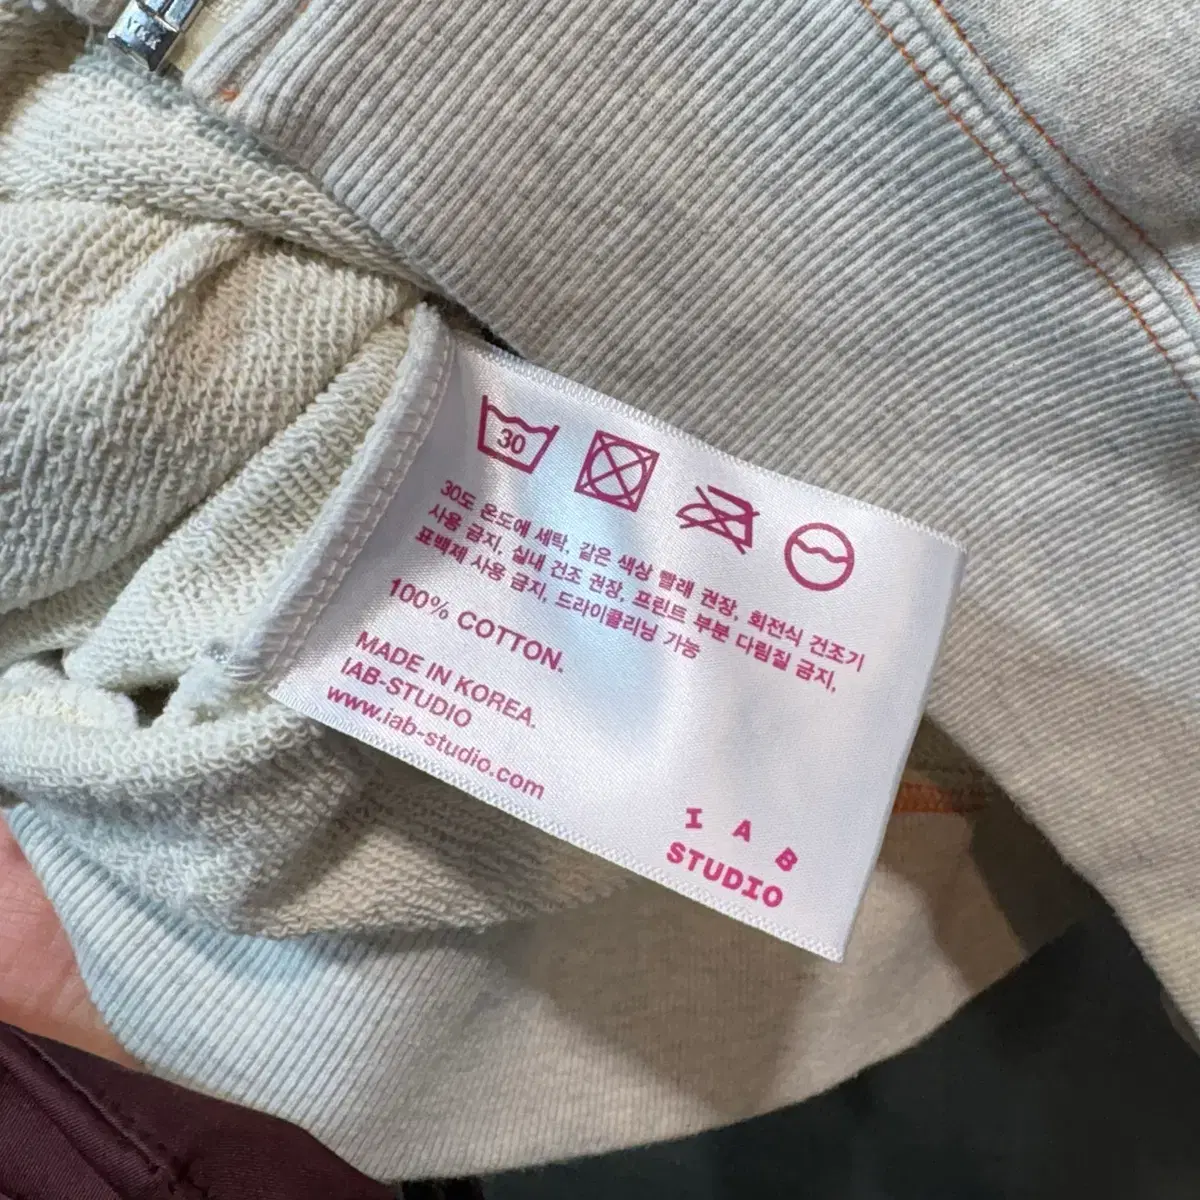 YKK
30
30도 온도에 세탁, 같은 색상 빨래 권장, 회전식 건조기
사용 금지, 실내 건조 권장, 프린트 부분 다림질 금지,
표백제 사용 금지, 드라이클리닝 가능
100% COTTON.
MADE IN KOREA.
IAB-STUDIO
www.iab-studio.com
I A B
STUDIO